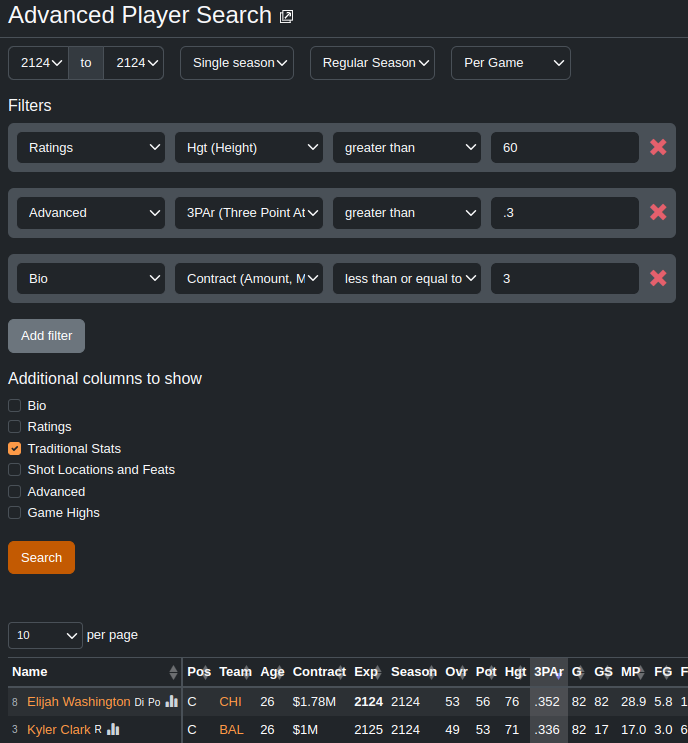 Advanced Player Search
2124 to 2124 Single season Regular Season Per Game
Filters
Ratings Hgt (Height) greater than 60
Advanced 3PAr (Three Point At greater than .3
Bio Contract (Amount, M less than or equal to 3
Add filter
Additional columns to show
Bio
Ratings
Traditional Stats
Shot Locations and Feats
Advanced
Game Highs
Search
10 per page
Name Pos Team Age Contract Exp Season Ovr Pot Hgt 3PAr G GS MP FG F
8 Elijah Washington Di Po C CHI 26 $1.78M 2124 2124 53 56 76 .352 82 82 28.9 5.8 1
3 Kyler Clark R C BAL 26 $1M 2125 2124 49 53 71 .336 82 17 17.0 3.0 6